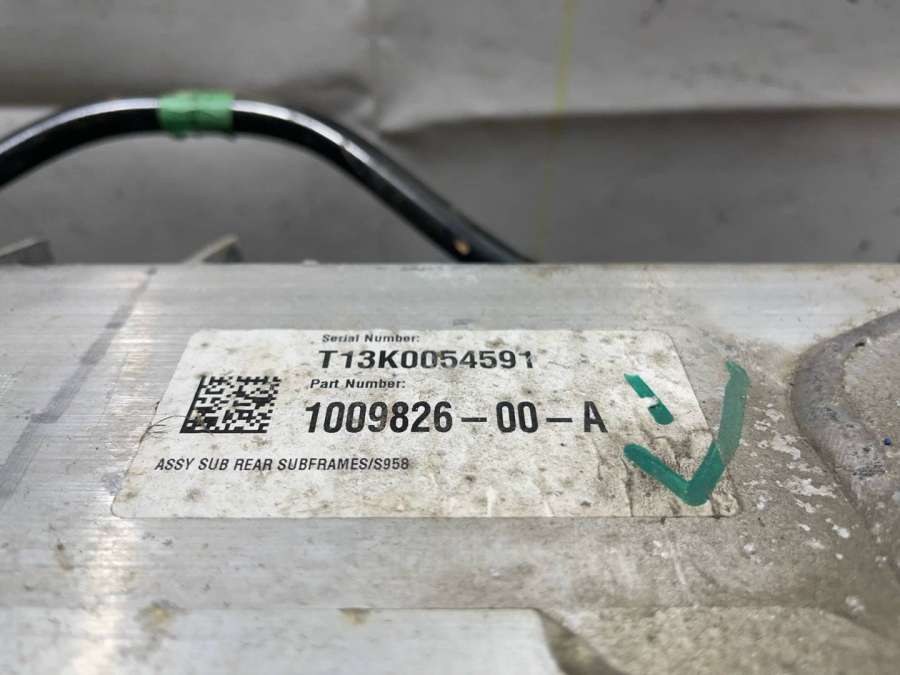 Serial Number:
T13K0054591
Part Number:
1009826-00-A
ASSY SUB REAR SUBFRAMES/S958